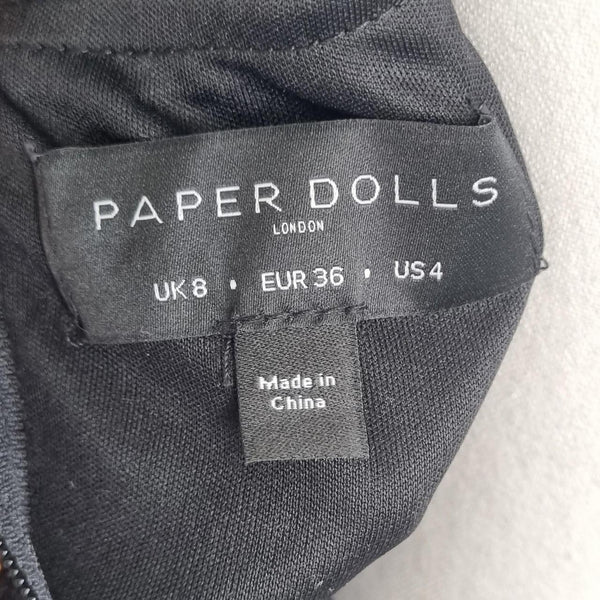 PAPER DOLLS
LONDON
UK 8 • EUR 36 • US 4
Made in
China